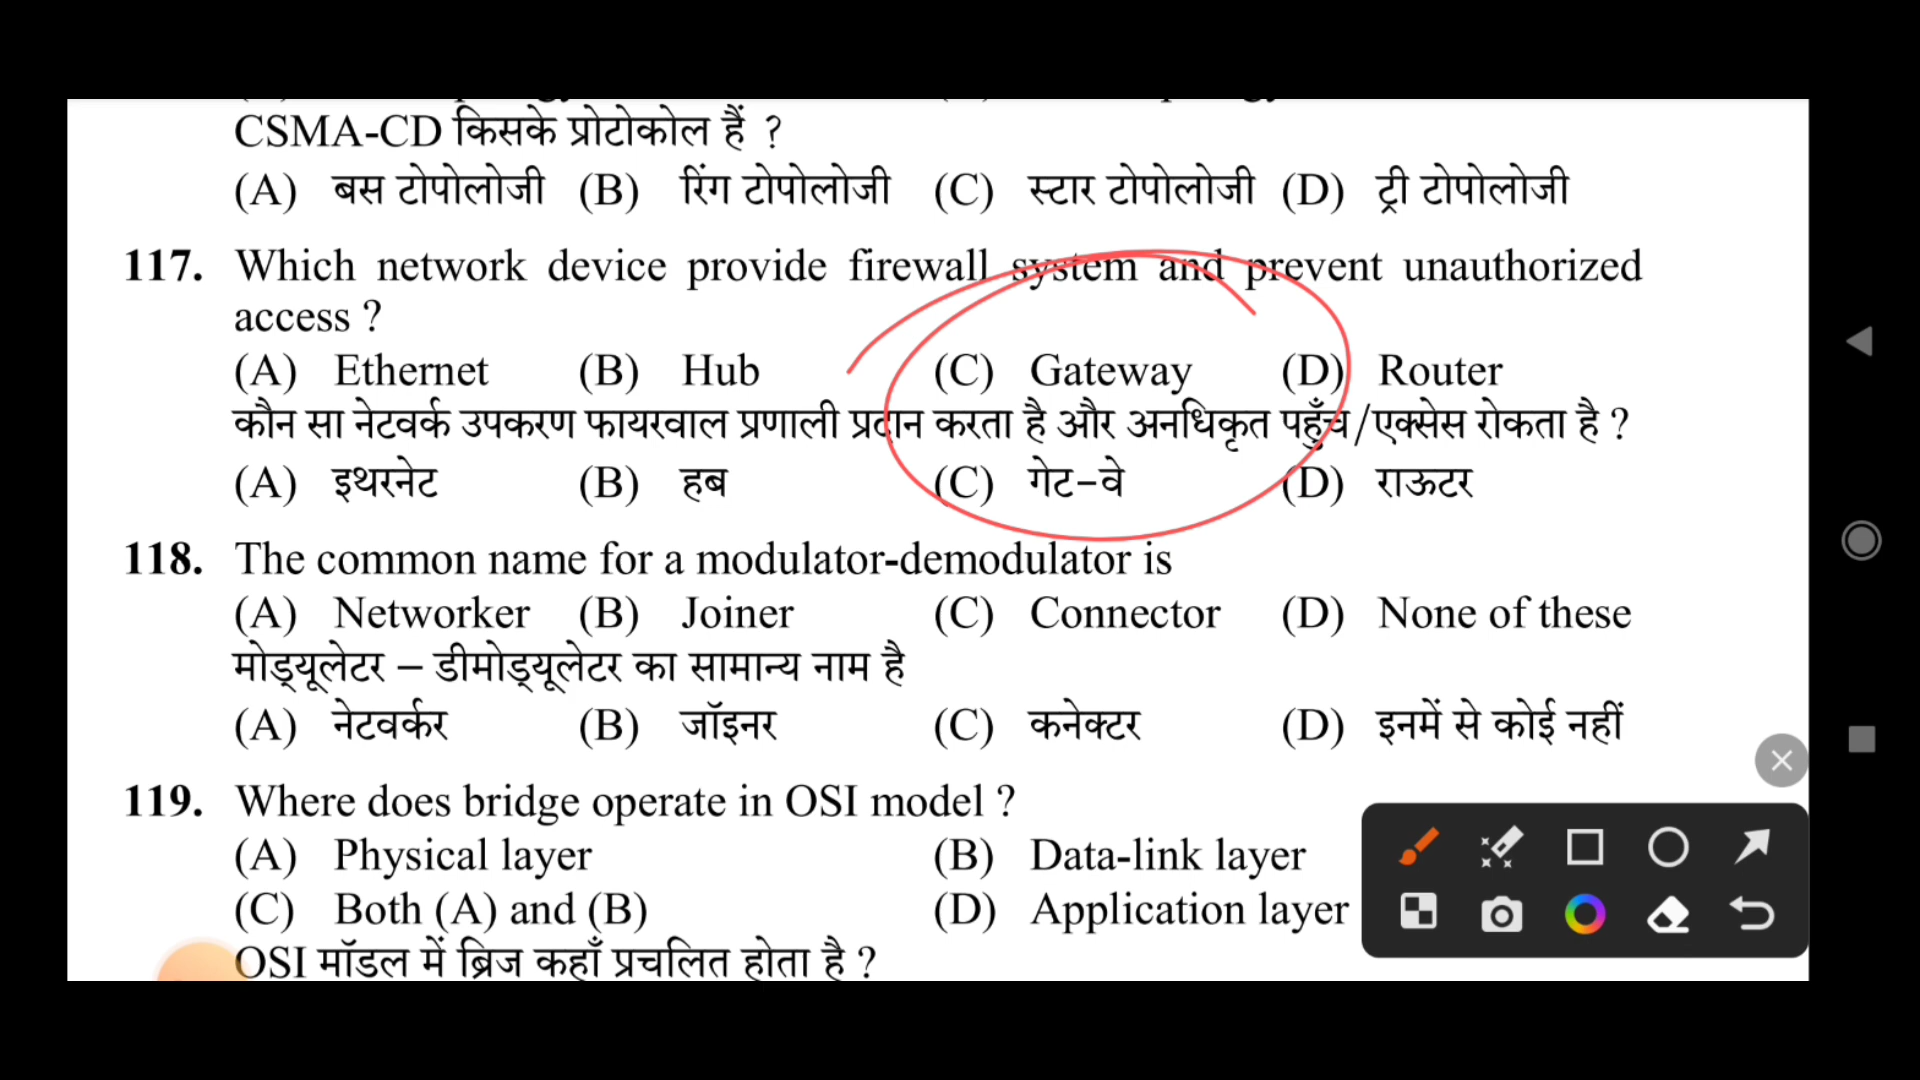 CSMA-CD किसके प्रोटोकोल हैं ?
(A) बस टोपोलोजी (B) रिंग टोपोलोजी (C) स्टार टोपोलोजी (D) ट्री टोपोलोजी
117. Which network device provide firewall system and prevent unauthorized
access ?
(A) Ethernet (B) Hub (C) Gateway (D) Router
कौन सा नेटवर्क उपकरण फायरवाल प्रणाली प्रदान करता है और अनधिकृत पहुँच/एक्सेस रोकता है ?
(A) इथरनेट (B) हब (C) गेट-वे (D) राऊटर
118. The common name for a modulator-demodulator is
(A) Networker (B) Joiner (C) Connector (D) None of these
मोड्यूलेटर – डीमोड्यूलेटर का सामान्य नाम है
(A) नेटवर्कर (B) जॉइनर (C) कनेक्टर (D) इनमें से कोई नहीं
119. Where does bridge operate in OSI model ?
(A) Physical layer (B) Data-link layer
(C) Both (A) and (B) (D) Application layer
OSI मॉडल में ब्रिज कहाँ प्रचलित होता है ?